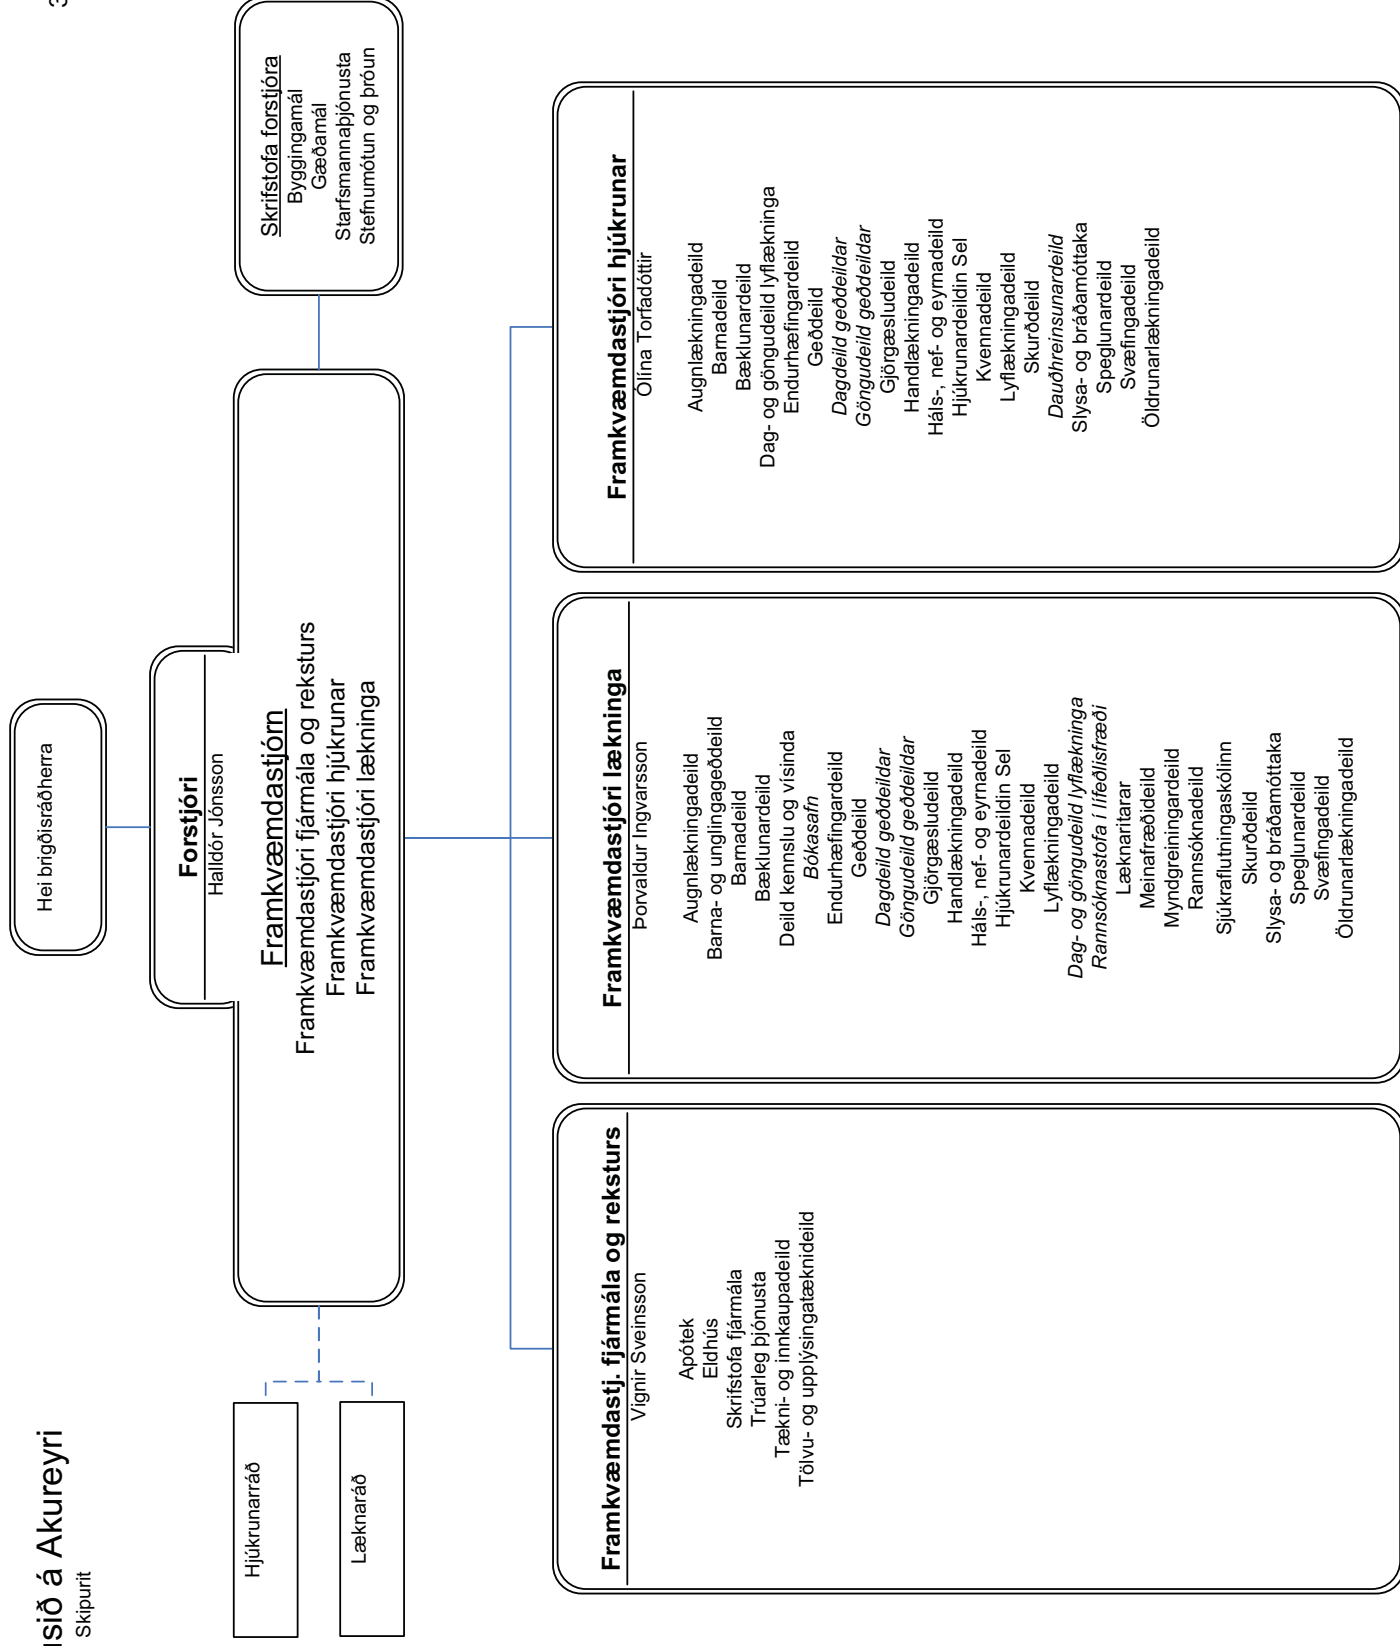 usið á Akureyri
Skipurit
3
Hei brigðisráðherra
Forstjóri
Halldór Jónsson
Framkvæmdastjórn
Framkvæmdastjóri fjármála og reksturs
Framkvæmdastjóri hjúkrunar
Framkvæmdastjóri lækninga
Skrifstofa forstjóra
Byggingamál
Gæðamál
Starfsmannaþjónusta
Stefnumótun og þróun
Hjúkrunarráð
Læknaráð
Framkvæmdastj. fjármála og reksturs
Vignir Sveinsson
Apótek
Eldhús
Skrifstofa fjármála
Trúarleg þjónusta
Tækni- og innkaupadeild
Tölvu- og upplýsingatæknideild
Framkvæmdastjóri lækninga
Þorvaldur Ingvarsson
Augnlækningadeild
Barna- og unglingageðdeild
Barnadeild
Bæklunardeild
Deild kennslu og vísinda
Bókasafn
Endurhæfingardeild
Geðdeild
Dagdeild geðdeildar
Göngudeild geðdeildar
Gjörgæsludeild
Handlækningadeild
Háls-, nef- og eyrnadeild
Hjúkrunardeildin Sel
Kvennadeild
Lyflækningadeild
Dag- og göngudeild lyflækninga
Rannsóknastofa í lífeðlisfræði
Læknaritarar
Meinafræðideild
Myndgreiningardeild
Rannsóknadeild
Sjúkraflutningaskólinn
Skurðdeild
Slysa- og bráðamóttaka
Speglunardeild
Svæfingadeild
Öldrunarlækningadeild
Framkvæmdastjóri hjúkrunar
Ólína Torfadóttir
Augnlækningadeild
Barnadeild
Bæklunardeild
Dag- og göngudeild lyflækninga
Endurhæfingardeild
Geðdeild
Dagdeild geðdeildar
Göngudeild geðdeildar
Gjörgæsludeild
Handlækningadeild
Háls-, nef- og eyrnadeild
Hjúkrunardeildin Sel
Kvennadeild
Lyflækningadeild
Skurðdeild
Dauðhreinsunardeild
Slysa- og bráðamóttaka
Speglunardeild
Svæfingadeild
Öldrunarlækningadeild